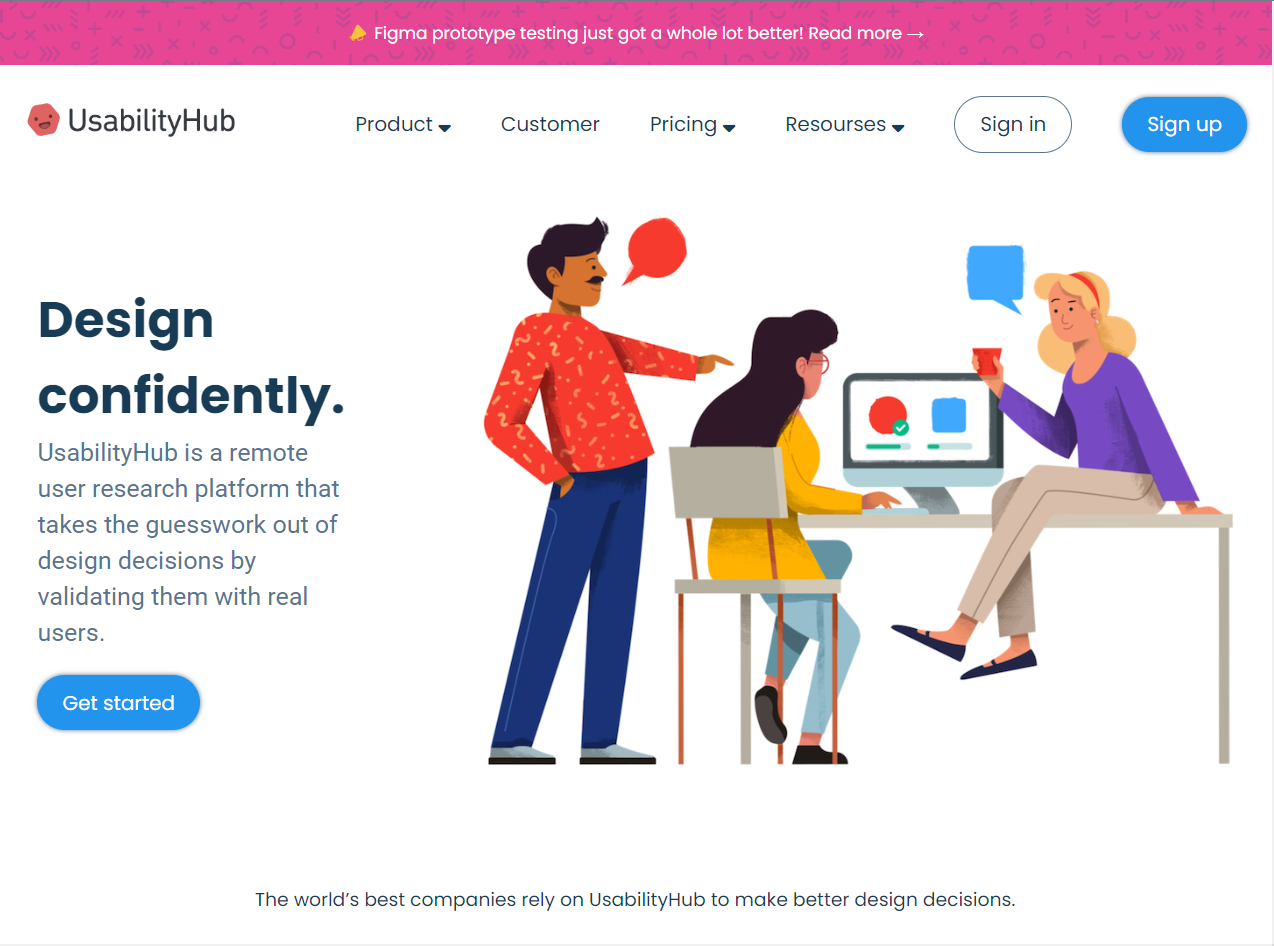 Figma prototype testing just got a whole lot better! Read more →
UsabilityHub
Product
Customer
Pricing
Resourses
Sign in
Sign up
Design
confidently.
UsabilityHub is a remote
user research platform that
takes the guesswork out of
design decisions by
validating them with real
users.
Get started
The world’s best companies rely on UsabilityHub to make better design decisions.